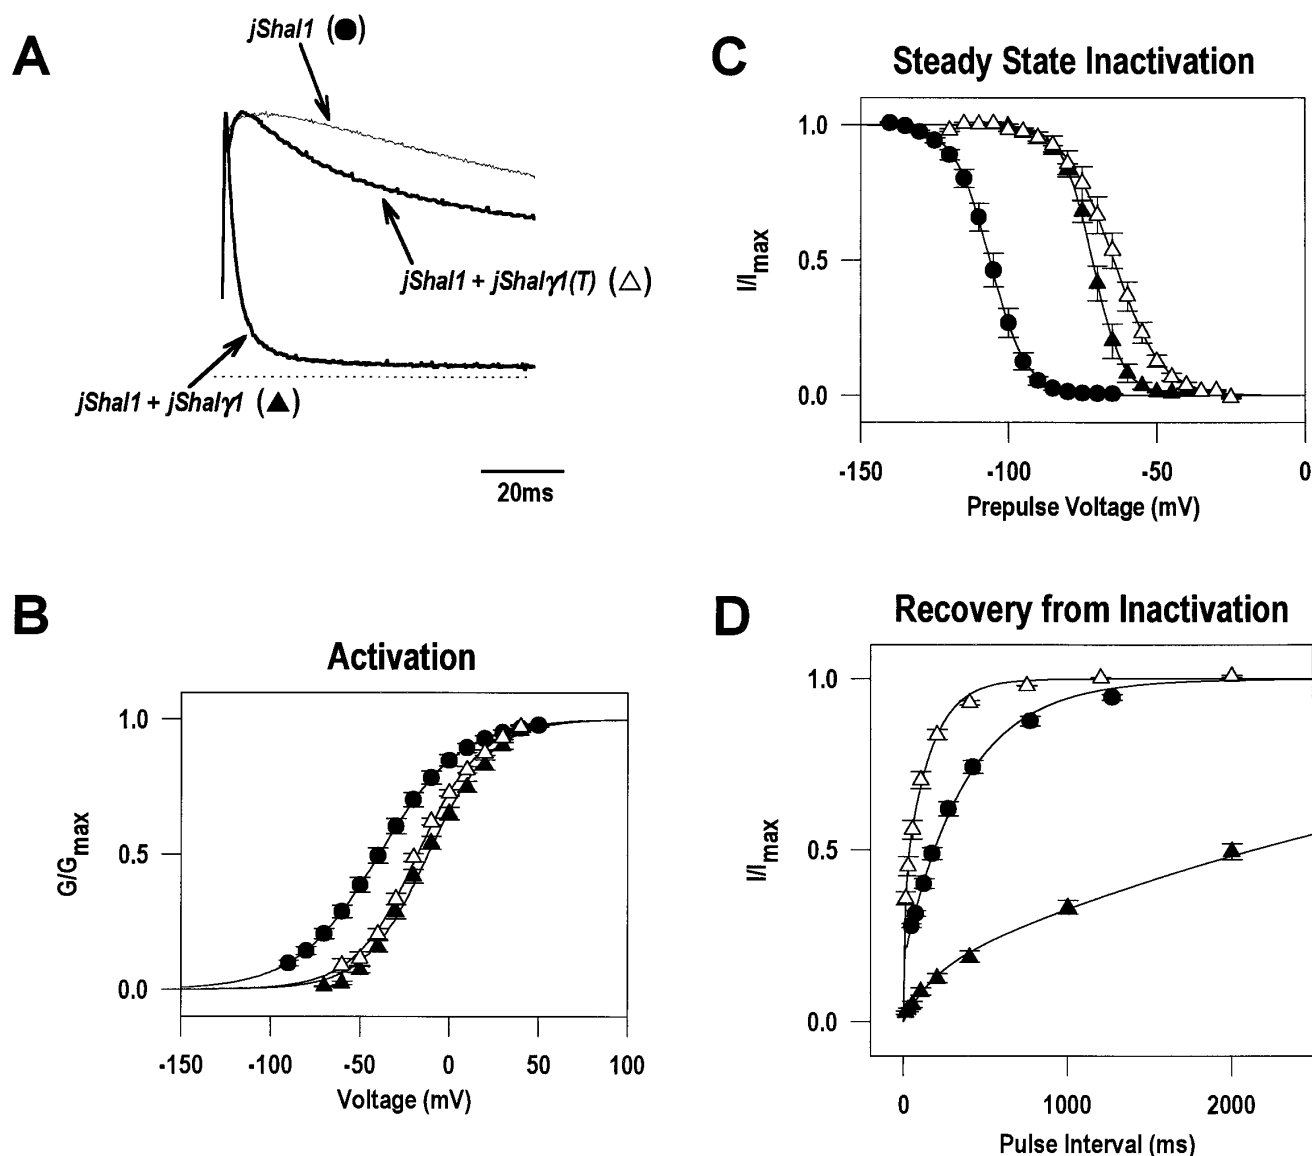 A
jShal1 (●)
jShal1 + jShalγ1(T) (△)
jShal1 + jShalγ1 (▲)
20ms
B
Activation
1.0
0.5
0.0
G/Gmax
-150 -100 -50 0 50 100
Voltage (mV)
C
Steady State Inactivation
1.0
0.5
0.0
I/Imax
-150 -100 -50 0
Prepulse Voltage (mV)
D
Recovery from Inactivation
1.0
0.5
0.0
I/Imax
0 1000 2000
Pulse Interval (ms)